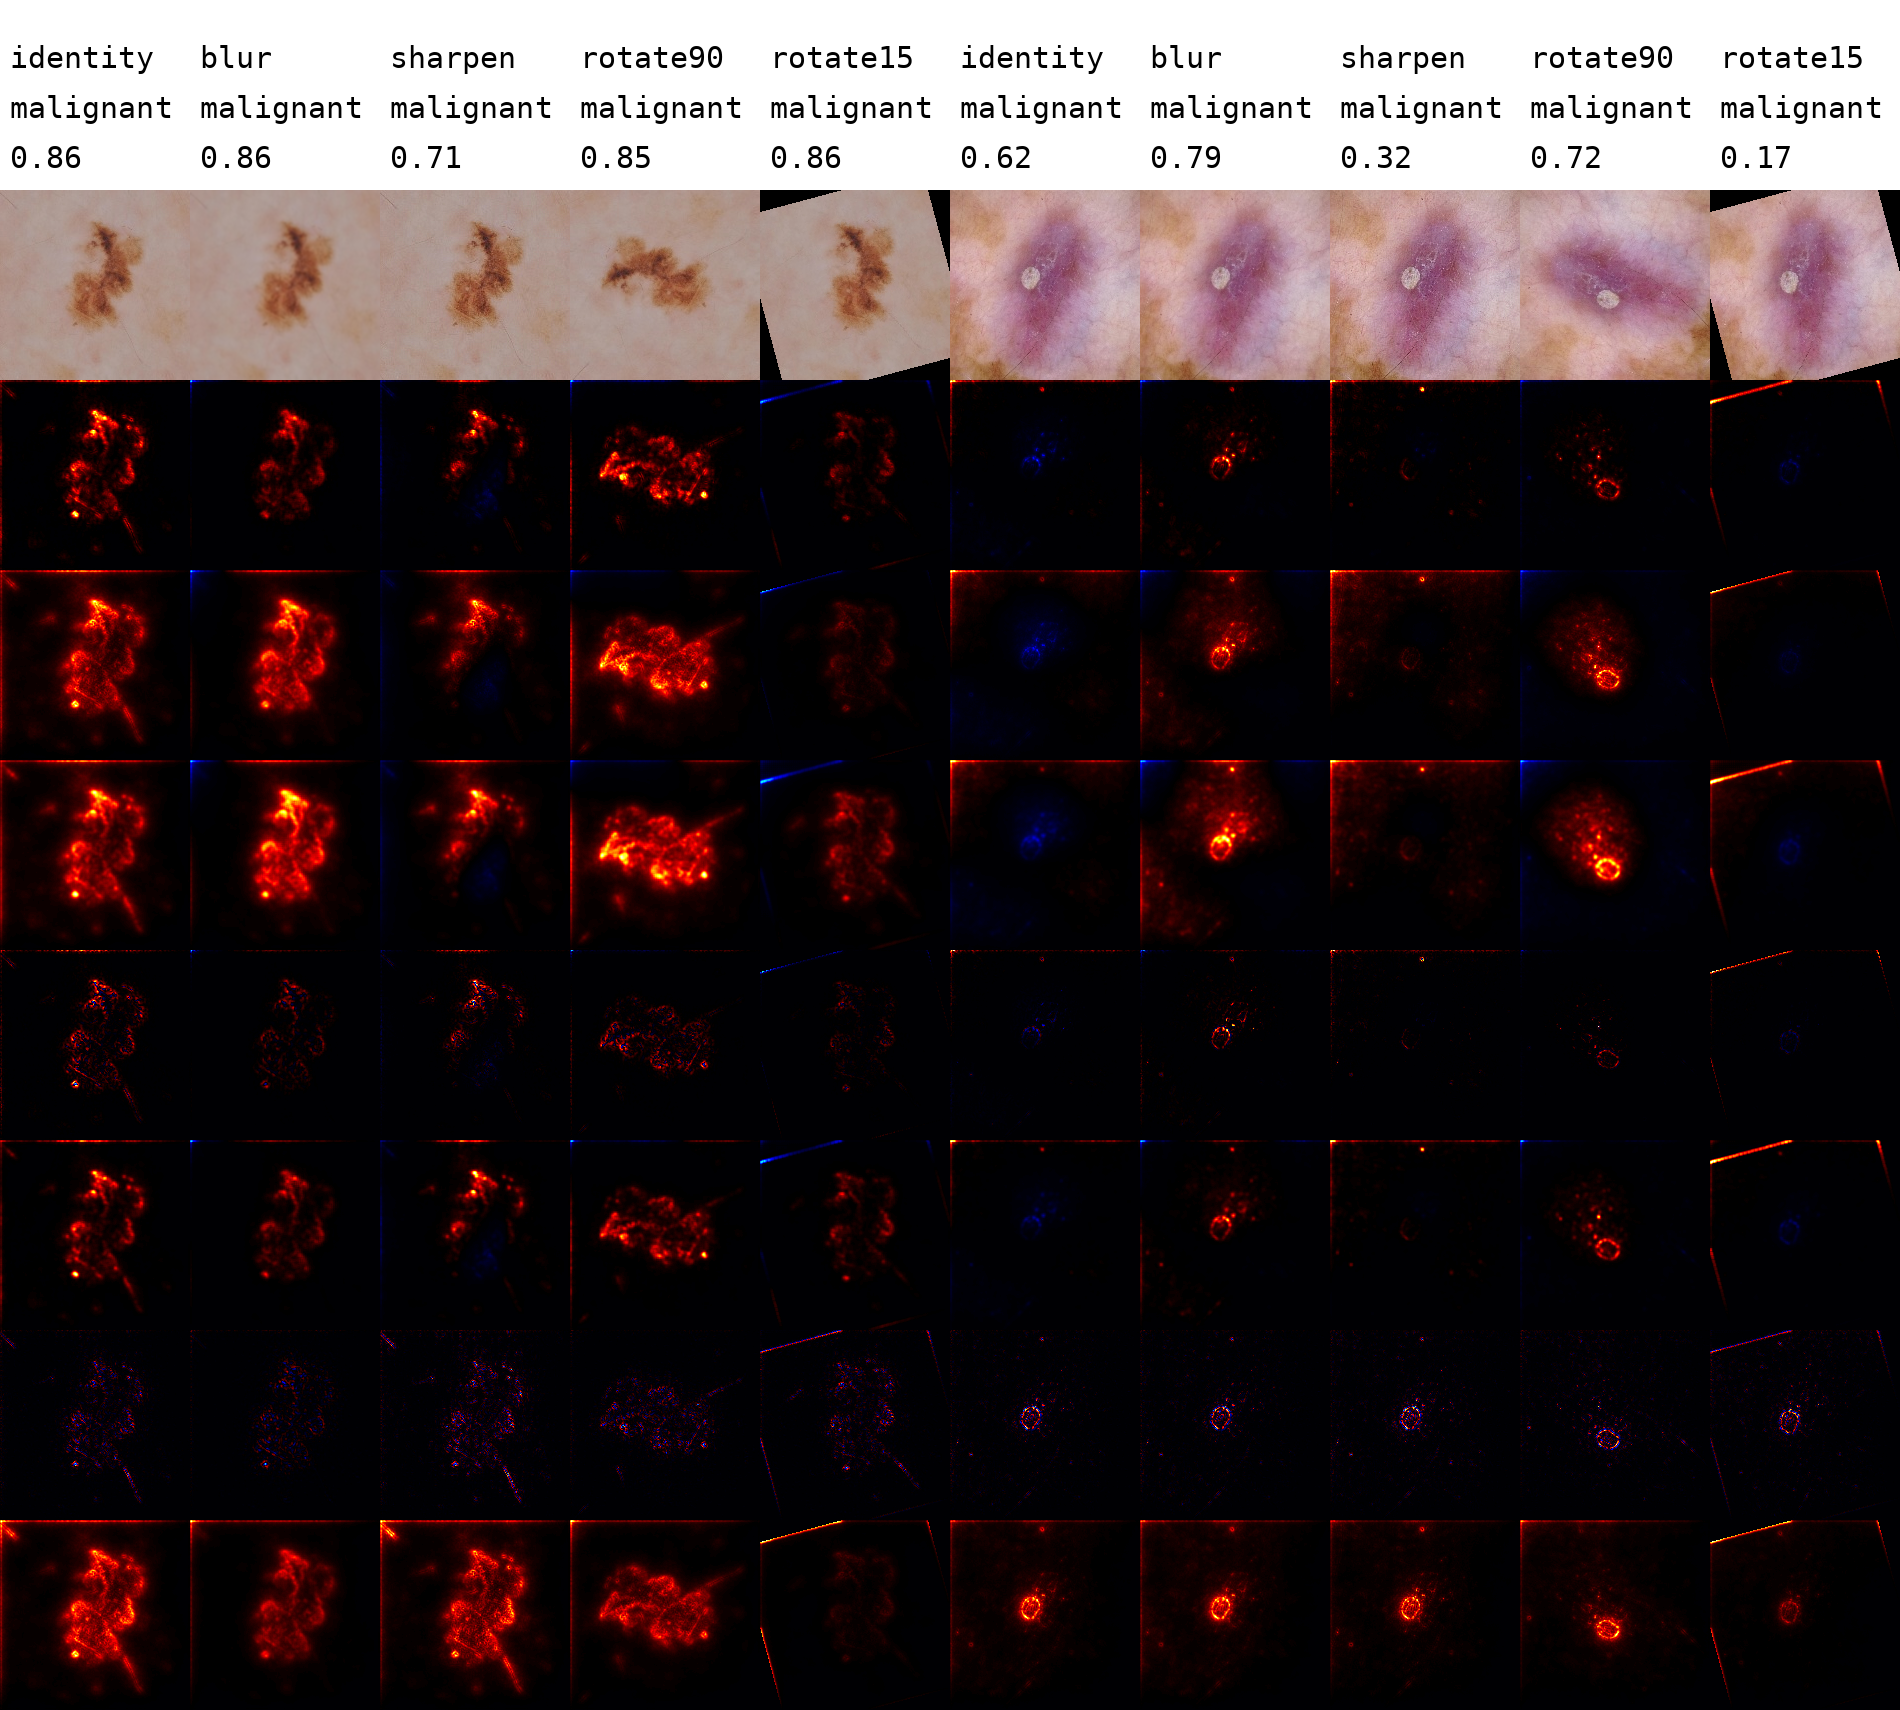 identity blur sharpen rotate90 rotate15 identity blur sharpen rotate90 rotate15
malignant malignant malignant malignant malignant malignant malignant malignant malignant malignant
0.86 0.86 0.71 0.85 0.86 0.62 0.79 0.32 0.72 0.17